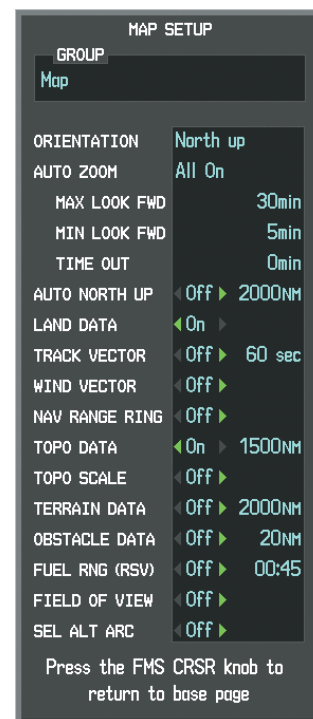 MAP SETUP
GROUP
Map
ORIENTATION North up
AUTO ZOOM All On
MAX LOOK FWD 30min
MIN LOOK FWD 5min
TIME OUT 0min
AUTO NORTH UP Off 2000NM
LAND DATA On
TRACK VECTOR Off 60 sec
WIND VECTOR Off
NAV RANGE RING Off
TOPO DATA On 1500NM
TOPO SCALE Off
TERRAIN DATA Off 2000NM
OBSTACLE DATA Off 20NM
FUEL RNG (RSV) Off 00:45
FIELD OF VIEW Off
SEL ALT ARC Off
Press the FMS CRSR knob to
return to base page